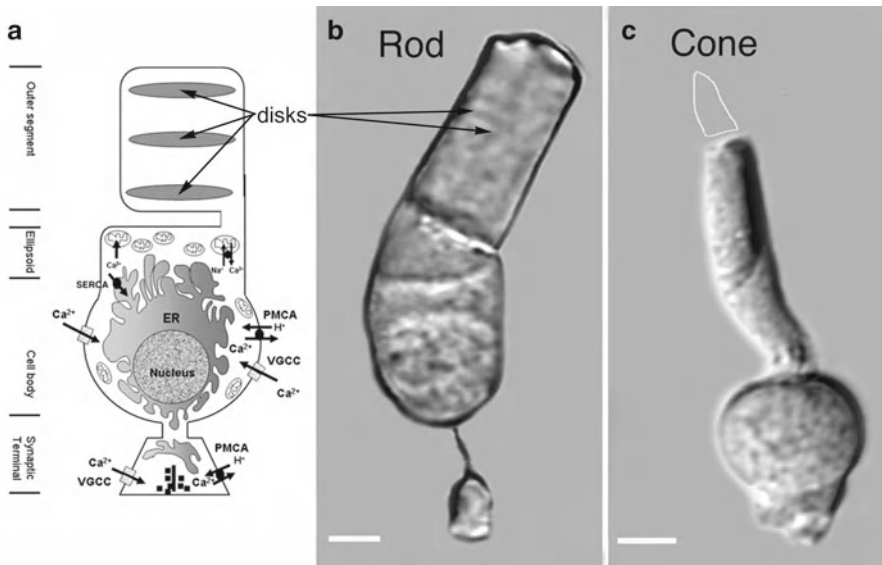 a
Outer segment
Ellipsoid
Cell body
Synaptic
Terminal
disks
Ca²⁺
Na⁺
Ca²⁺
SERCA
Ca²⁺
ER
PMCA
H⁺
Ca²⁺
VGCC
Nucleus
Ca²⁺
PMCA
Ca²⁺
H⁺
VGCC
Ca²⁺
b
Rod
c
Cone